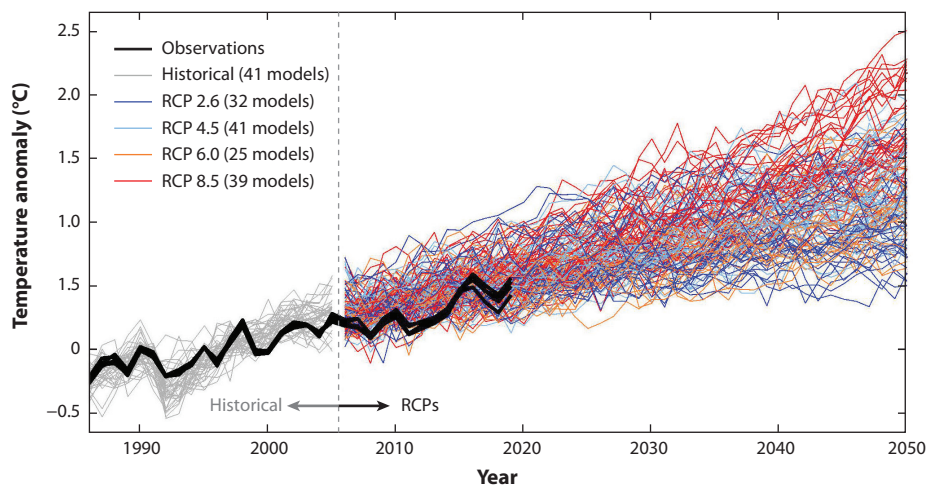 2.5
2.0
1.5
1.0
1.5
0
−0.5
Temperature anomaly (°C)
Observations
Historical (41 models)
RCP 2.6 (32 models)
RCP 4.5 (41 models)
RCP 6.0 (25 models)
RCP 8.5 (39 models)
Historical
RCPs
1990
2000
2010
2019
2030
2040
2050
Year